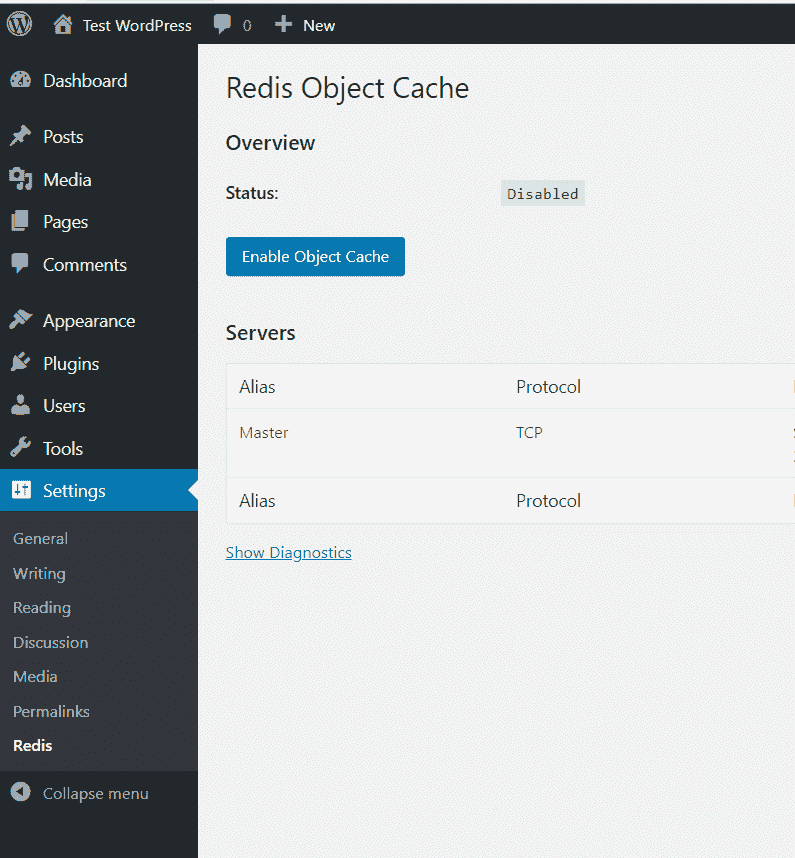 Test WordPress 0 New
Dashboard
Posts
Media
Pages
Comments
Appearance
Plugins
Users
Tools
Settings
General
Writing
Reading
Discussion
Media
Permalinks
Redis
Collapse menu
Redis Object Cache
Overview
Status: Disabled
Enable Object Cache
Servers
Alias Protocol
Master TCP
Alias Protocol
Show Diagnostics